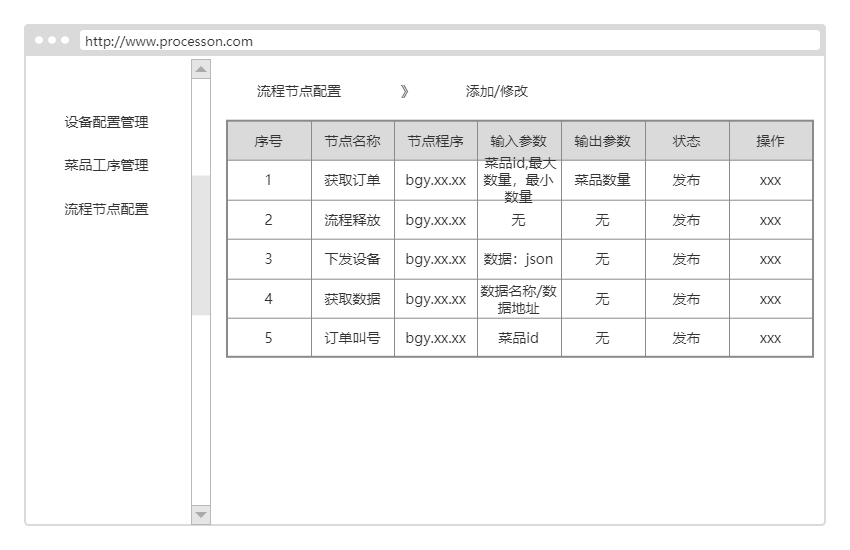 http://www.processon.com
流程节点配置 》 添加/修改
设备配置管理
菜品工序管理
流程节点配置
序号 节点名称 节点程序 输入参数 输出参数 状态 操作
1 获取订单 bgy.xx.xx 菜品id,最大
数量，最小
数量 菜品数量 发布 xxx
2 流程释放 bgy.xx.xx 无 无 发布 xxx
3 下发设备 bgy.xx.xx 数据：json 无 发布 xxx
4 获取数据 bgy.xx.xx 数据名称/数
据地址 无 发布 xxx
5 订单叫号 bgy.xx.xx 菜品id 无 发布 xxx